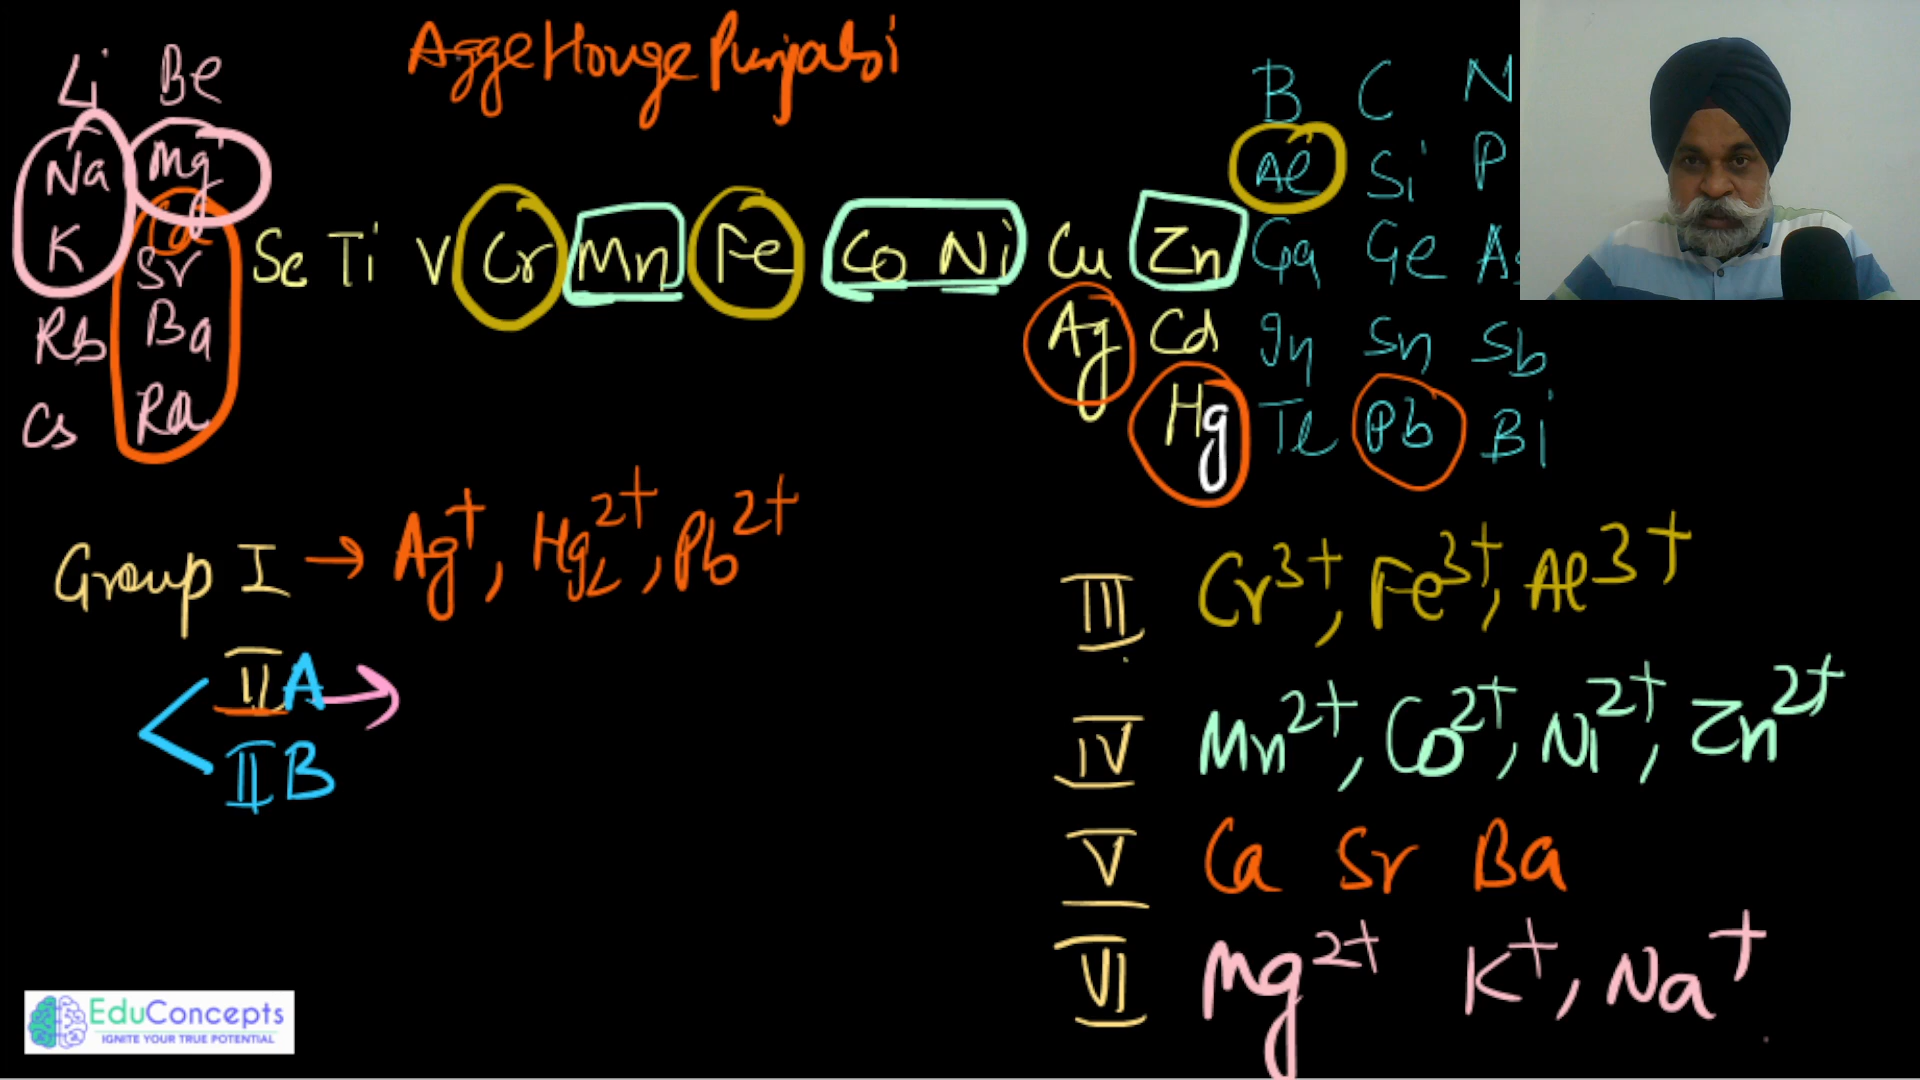 Agge Houge Punjabi
Li Be B C N
Na Mg Al Si P
K Ca Sc Ti V Cr Mn Fe Co Ni Cu Zn Ga Ge
Rb Sr Ag Cd In Sn Sb
Ba
Cs Ra Hg Tl Pb Bi
Group I → Ag+, Hg2 2+, Pb2+
IIA →
IIB
III Cr3+, Fe3+, Al3+
IV Mn2+, Co2+, Ni2+, Zn2+
V Ca Sr Ba
VI Mg2+ K+, Na+
EduConcepts
IGNITE YOUR TRUE POTENTIAL